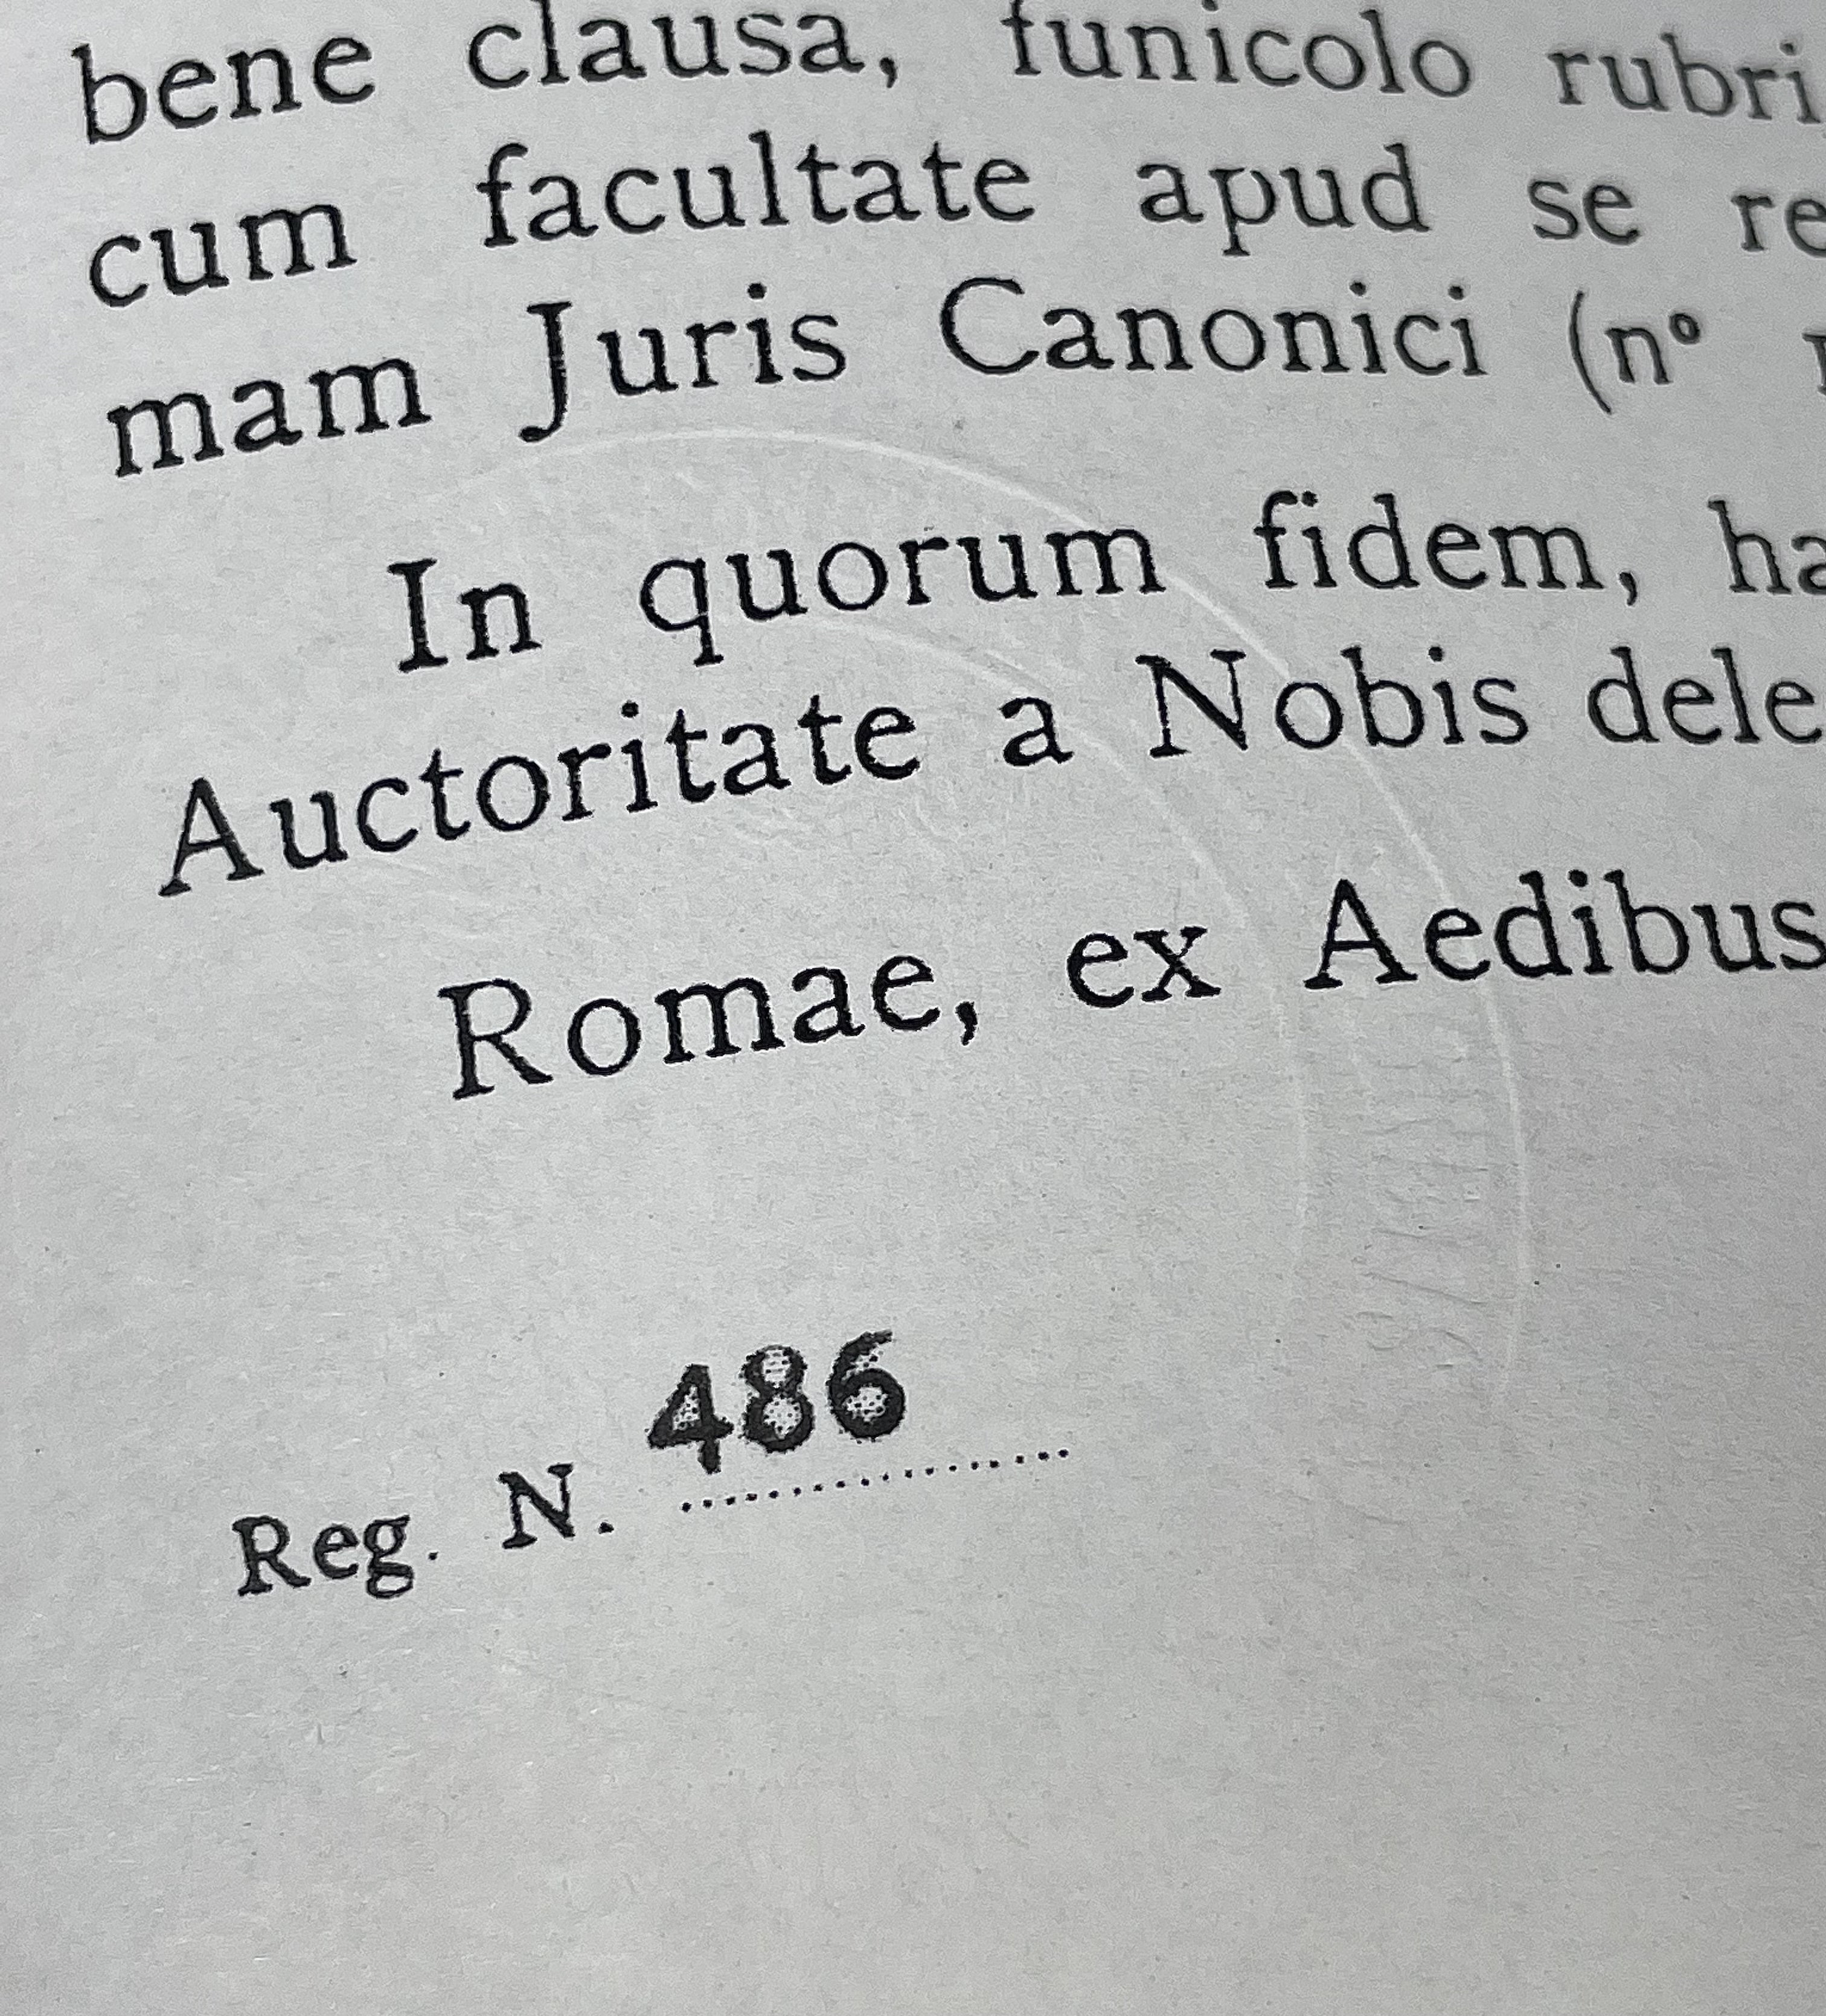 bene clausa, funicolo rubri
cum facultate apud se re
mam Juris Canonici (nº
In quorum fidem, ha
Auctoritate a Nobis dele
Romae, ex Aedibus
486
Reg. N.